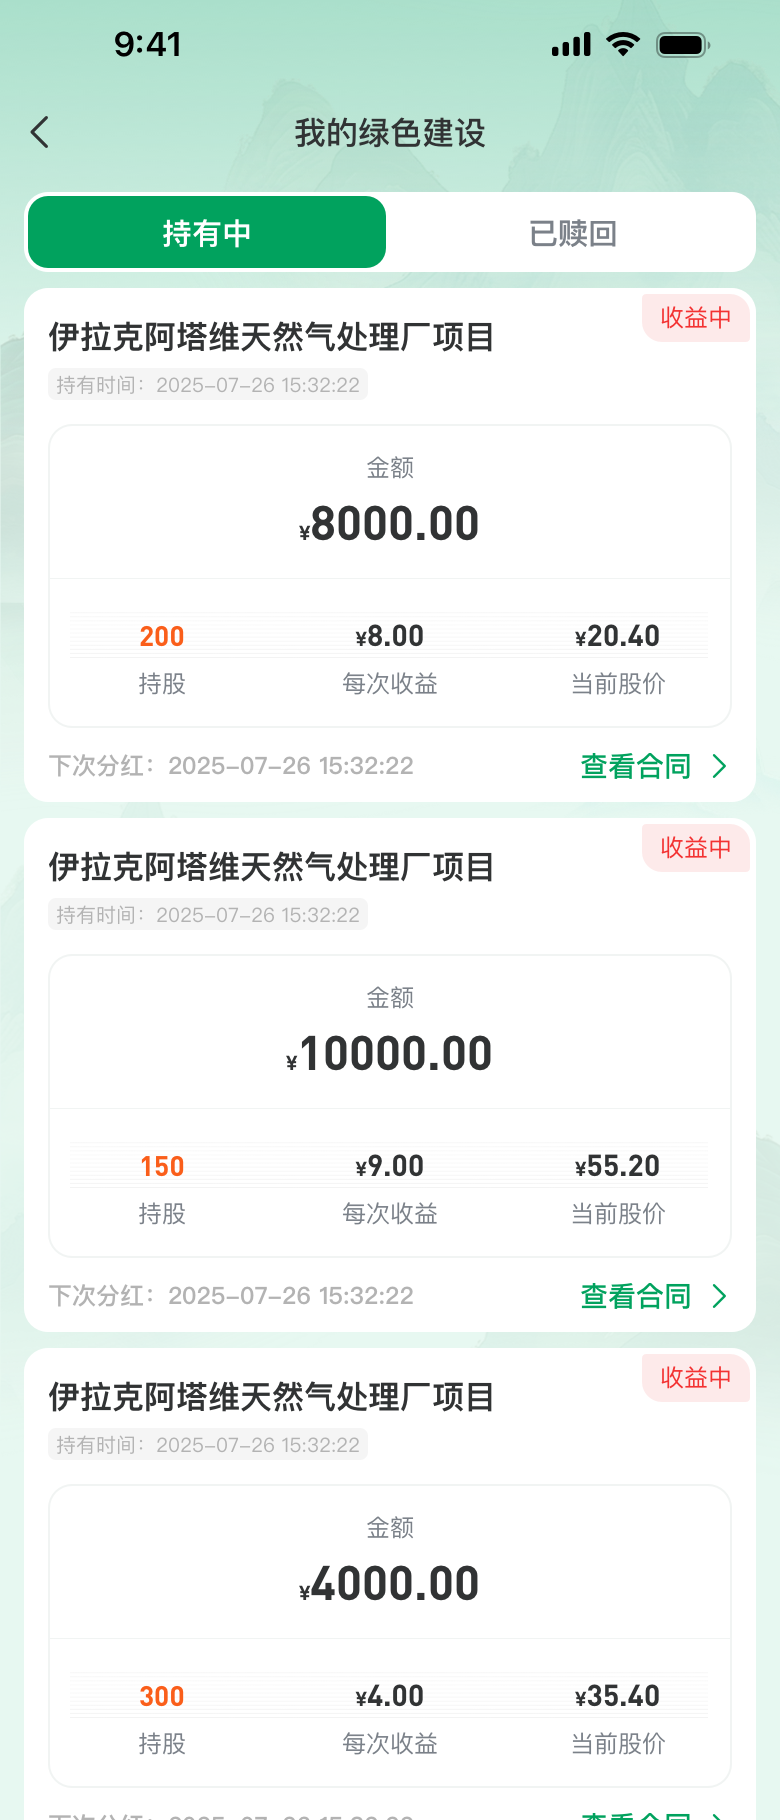 9:41
我的绿色建设
持有中
已赎回
伊拉克阿塔维天然气处理厂项目
收益中
持有时间：2025-07-26 15:32:22
金额
¥8000.00
200
¥8.00
¥20.40
持股
每次收益
当前股价
下次分红：2025-07-26 15:32:22
查看合同
伊拉克阿塔维天然气处理厂项目
收益中
持有时间：2025-07-26 15:32:22
金额
¥10000.00
150
¥9.00
¥55.20
持股
每次收益
当前股价
下次分红：2025-07-26 15:32:22
查看合同
伊拉克阿塔维天然气处理厂项目
收益中
持有时间：2025-07-26 15:32:22
金额
¥4000.00
300
¥4.00
¥35.40
持股
每次收益
当前股价